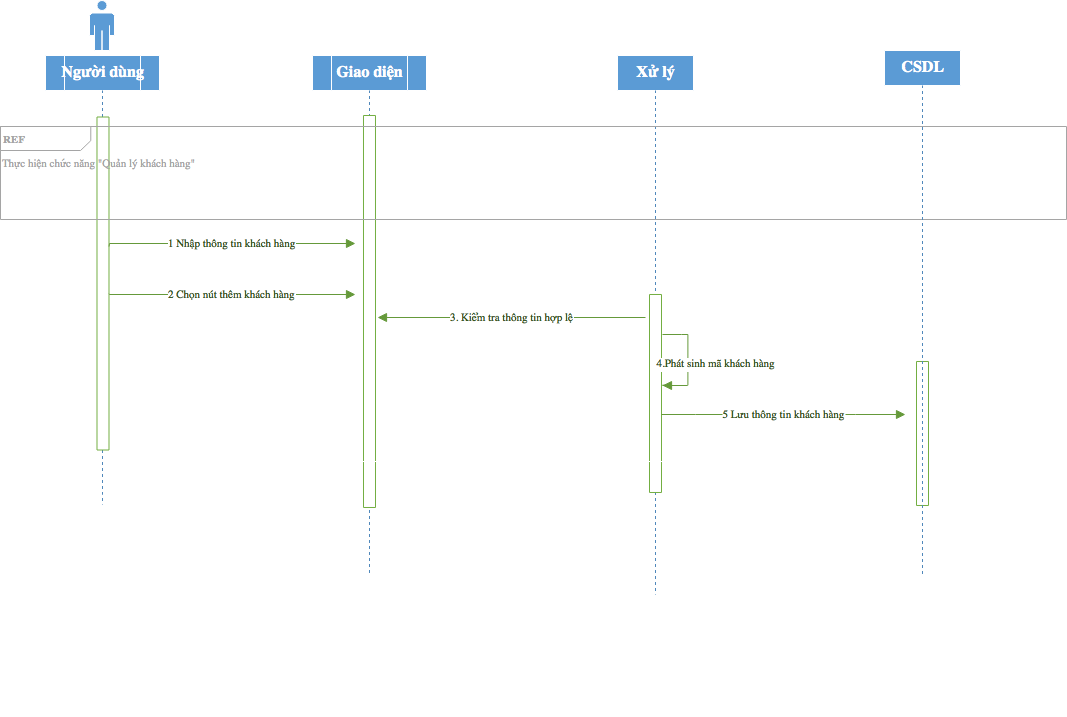 Người dùng
Giao diện
Xử lý
CSDL
REF
Thực hiện chức năng "Quản lý khách hàng"
1 Nhập thông tin khách hàng
2 Chọn nút thêm khách hàng
3. Kiểm tra thông tin hợp lệ
4.Phát sinh mã khách hàng
5 Lưu thông tin khách hàng